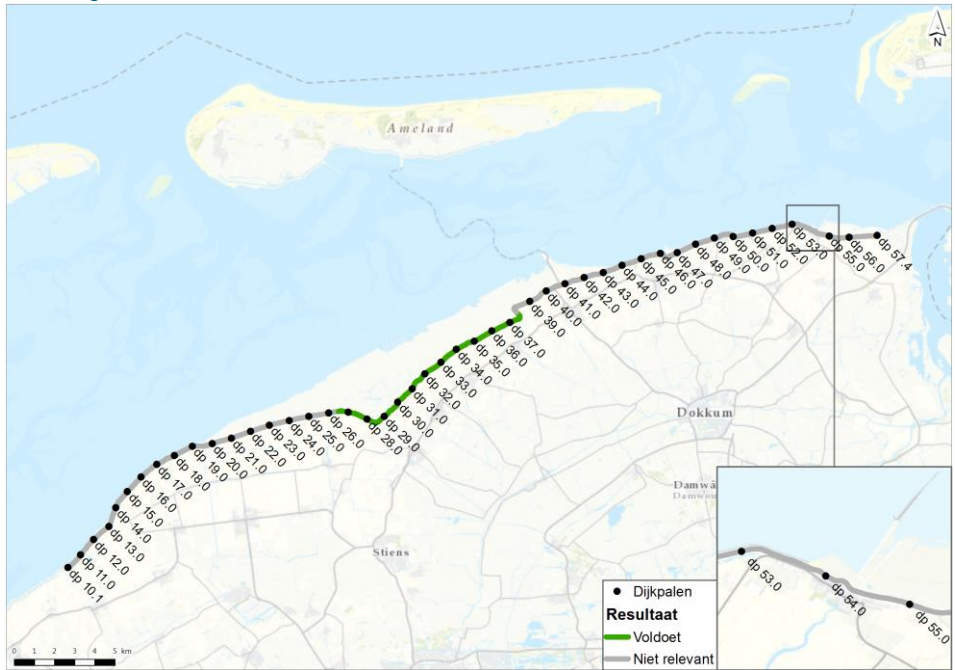 N
Ameland
dp 53.0
dp 55.0
dp 56.0
dp 57.4
dp 52.0
dp 51.0
dp 50.0
dp 49.0
dp 48.0
dp 47.0
dp 46.0
dp 45.0
dp 44.0
dp 43.0
dp 42.0
dp 41.0
dp 40.0
dp 39.0
dp 37.0
dp 36.0
dp 35.0
dp 34.0
dp 33.0
dp 32.0
dp 31.0
dp 30.0
dp 29.0
dp 28.0
dp 26.0
dp 25.0
dp 24.0
dp 23.0
dp 22.0
dp 21.0
dp 20.0
dp 19.0
dp 18.0
dp 17.0
dp 16.0
dp 15.0
dp 14.0
dp 13.0
dp 12.0
dp 11.0
dp 10.1
Dokkum
Damwâ
Damwou
Stiens
dp 53.0
dp 54.0
dp 55.0
Dijkpalen
Resultaat
Voldoet
Niet relevant
0 1 2 3 4 5 km